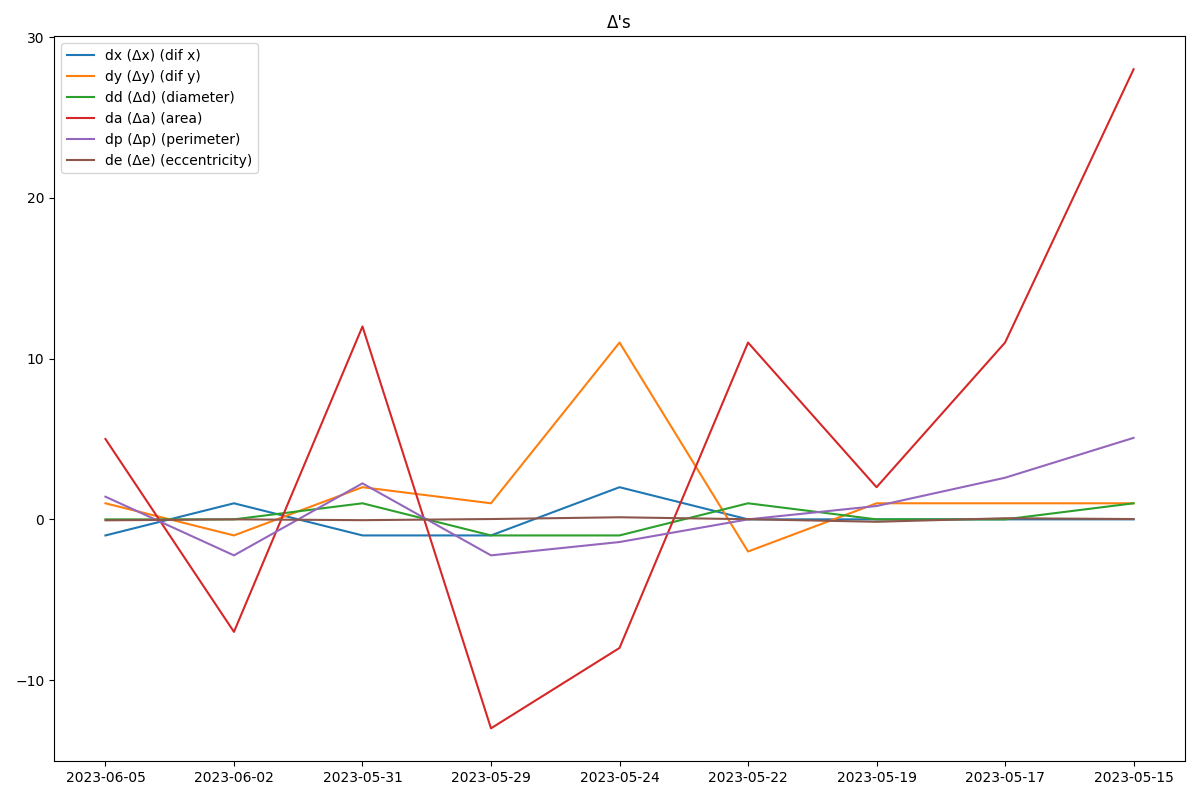 Δ's
dx (Δx) (dif x)
dy (Δy) (dif y)
dd (Δd) (diameter)
da (Δa) (area)
dp (Δp) (perimeter)
de (Δe) (eccentricity)
30
20
10
0
−10
2023-06-05 2023-06-02 2023-05-31 2023-05-29 2023-05-24 2023-05-22 2023-05-19 2023-05-17 2023-05-15